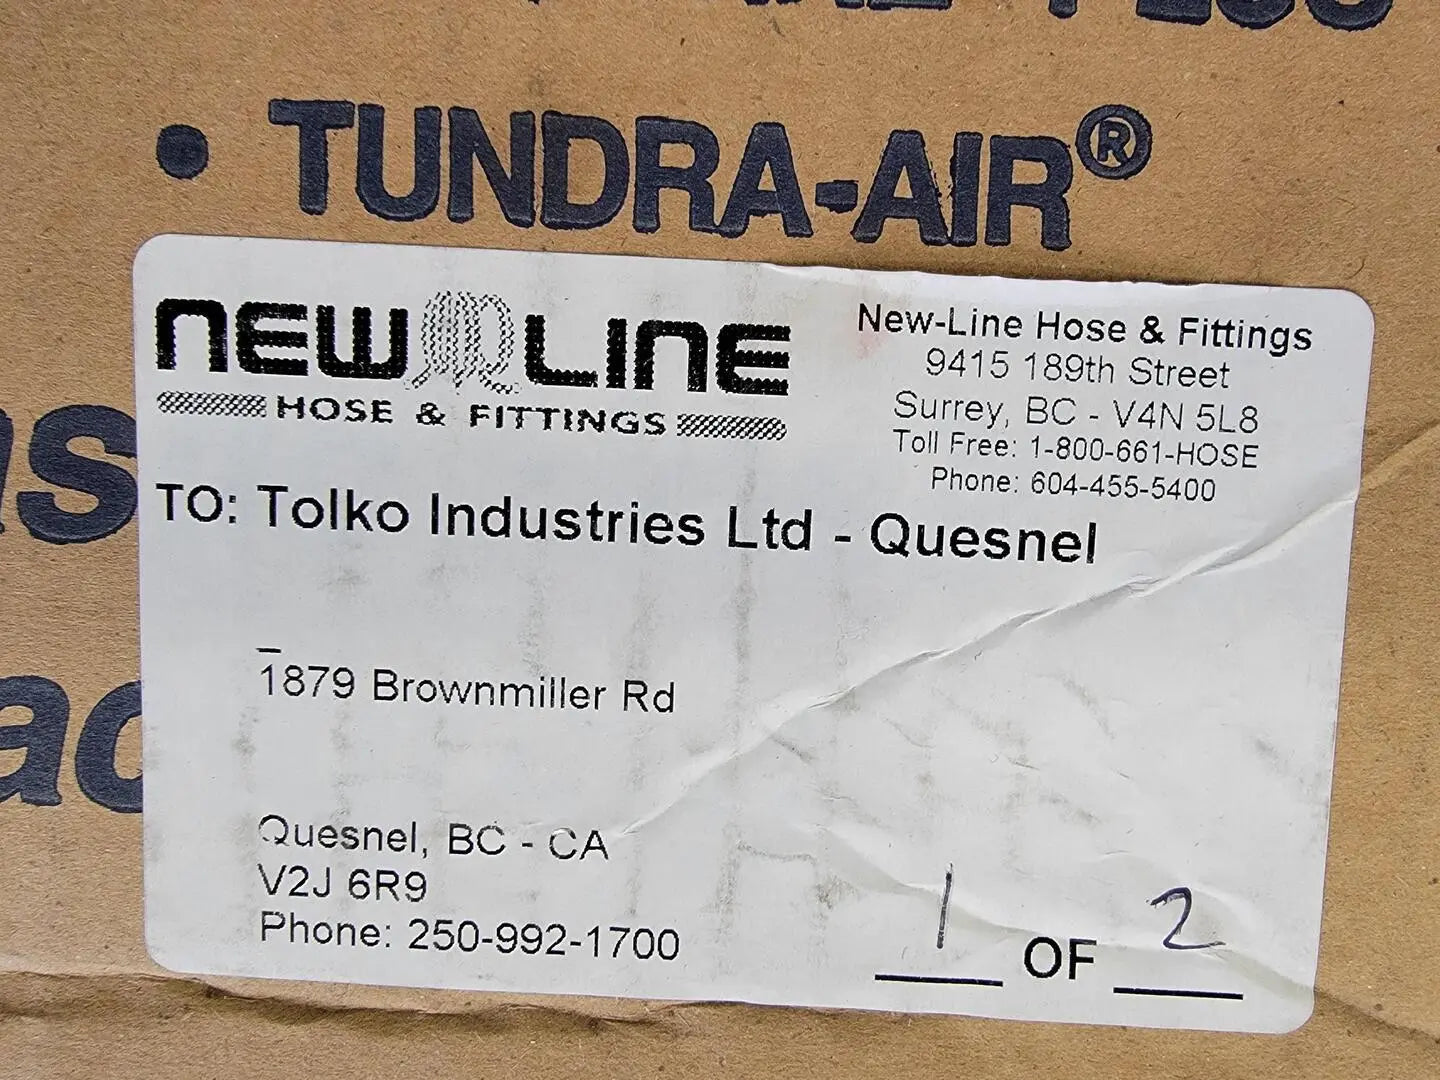 PLUS
• TUNDRA-AIR®
NEW LINE
HOSE & FITTINGS
New-Line Hose & Fittings
9415 189th Street
Surrey, BC - V4N 5L8
Toll Free: 1-800-661-HOSE
Phone: 604-455-5400
TO: Tolko Industries Ltd - Quesnel
1879 Brownmiller Rd
Quesnel, BC - CA
V2J 6R9
Phone: 250-992-1700
1 OF 2